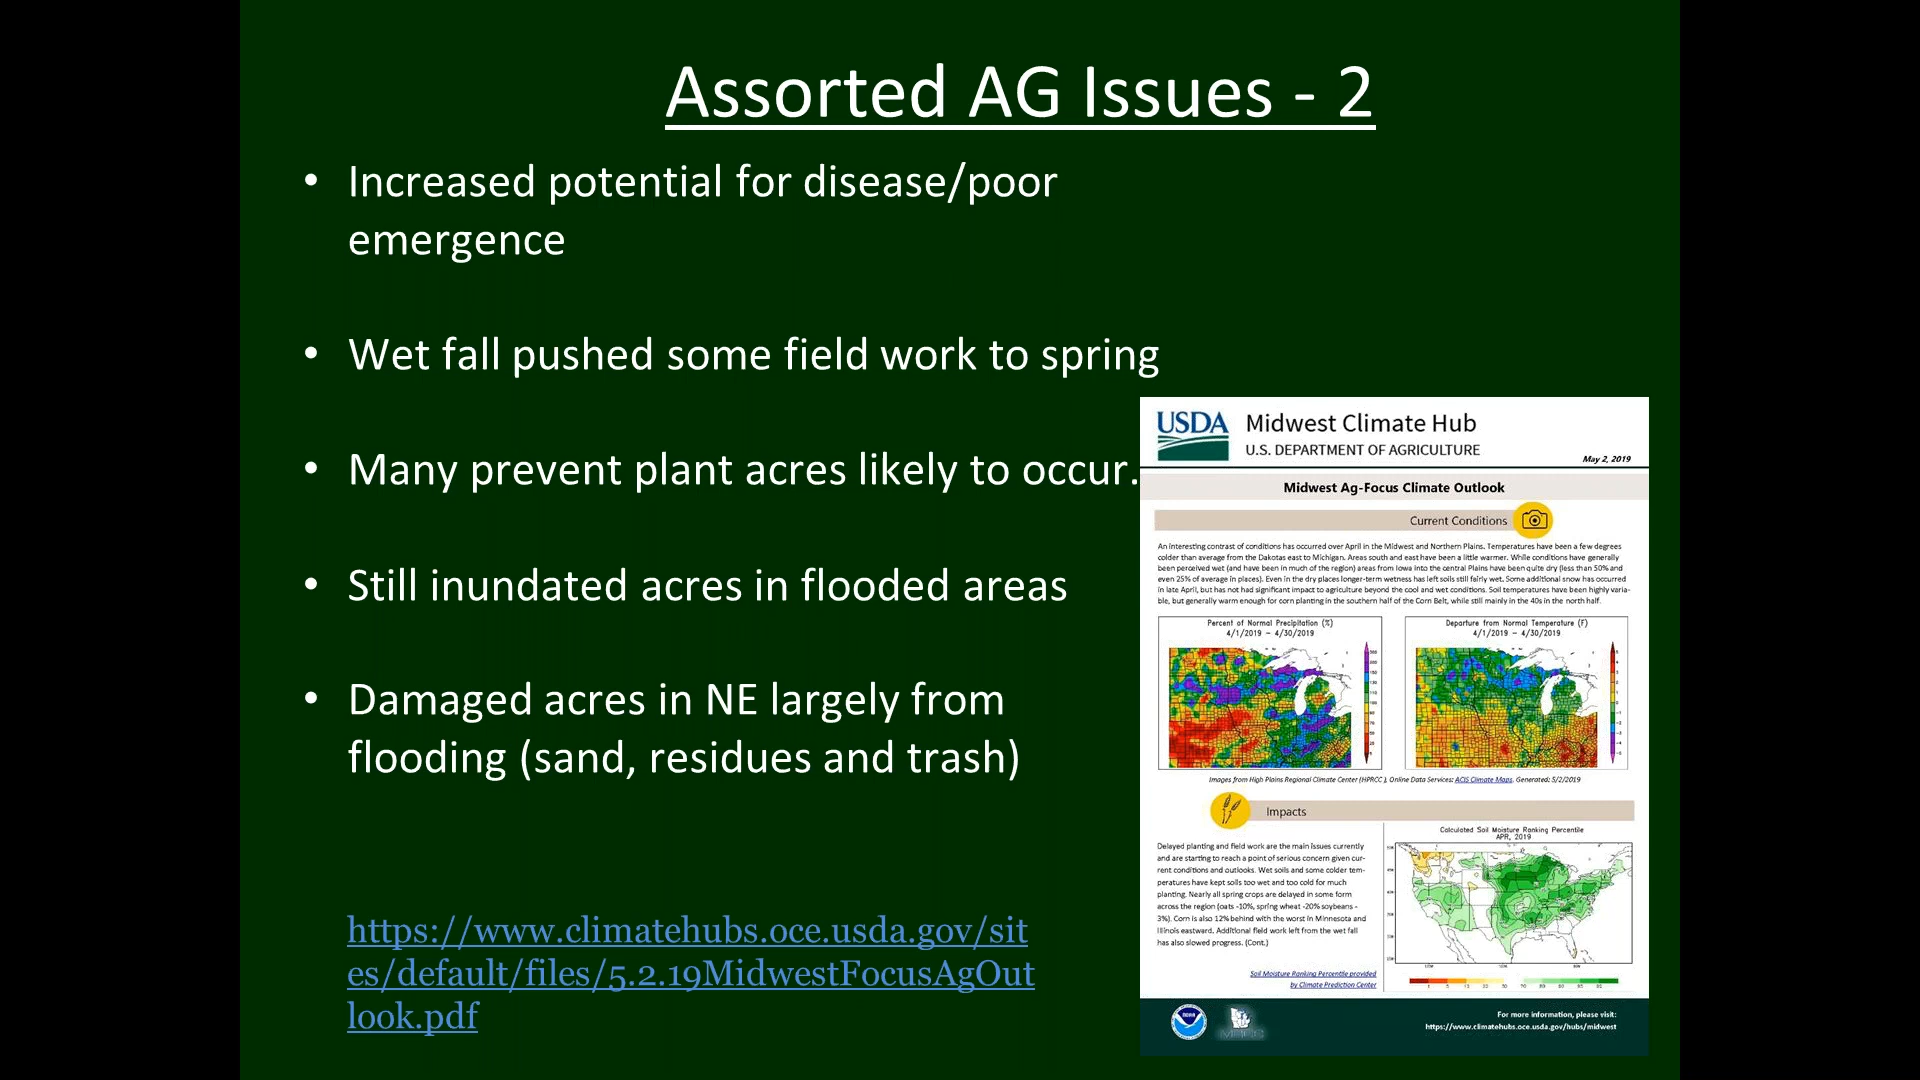 Assorted AG Issues - 2
• Increased potential for disease/poor
emergence
• Wet fall pushed some field work to spring
• Many prevent plant acres likely to occur.
• Still inundated acres in flooded areas
• Damaged acres in NE largely from
flooding (sand, residues and trash)
https://www.climatehubs.oce.usda.gov/sit
es/default/files/5.2.19MidwestFocusAgOut
look.pdf
USDA
Midwest Climate Hub
U.S. DEPARTMENT OF AGRICULTURE
May 2, 2019
Midwest Ag-Focus Climate Outlook
Current Conditions
An interesting contrast of conditions has occurred over April in the Midwest and Northern Plains. Temperatures have been a few degrees
colder than average from the Dakotas east to Michigan. Areas south and east have been a little warmer. While conditions have generally
been perceived wet (and have been in much of the region) areas from Iowa into the central Plains have been quite dry (less than 50% and
even 25% of average in places). Even in the dry places longer-term wetness has left soils still fairly wet. Some additional snow has occurred
in late April, but has not had significant impact to agriculture beyond the cool and wet conditions. Soil temperatures have been highly varia-
ble, but generally warm enough for corn planting in the southern half of the Corn Belt, while still mainly in the 40s in the north half.
Percent of Normal Precipitation (%)
4/1/2019 – 4/30/2019
Departure from Normal Temperature (F)
4/1/2019 – 4/30/2019
Images from High Plains Regional Climate Center (HPRCC ), Online Data Services: ACIS Climate Maps. Generated: 5/2/2019
Impacts
Delayed planting and field work are the main issues currently
and are starting to reach a point of serious concern given cur-
rent conditions and outlooks. Wet soils and some colder tem-
peratures have kept soils too wet and too cold for much
planting. Nearly all spring crops are delayed in some form
across the region (oats -10%, spring wheat -20% soybeans -
3%). Corn is also 12% behind with the worst in Minnesota and
Illinois eastward. Additional field work left from the wet fall
has also slowed progress. (Cont.)
Soil Moisture Ranking Percentile provided
by Climate Prediction Center
Calculated Soil Moisture Ranking Percentile
APR, 2019
For more information, please visit:
https://www.climatehubs.oce.usda.gov/hubs/midwest